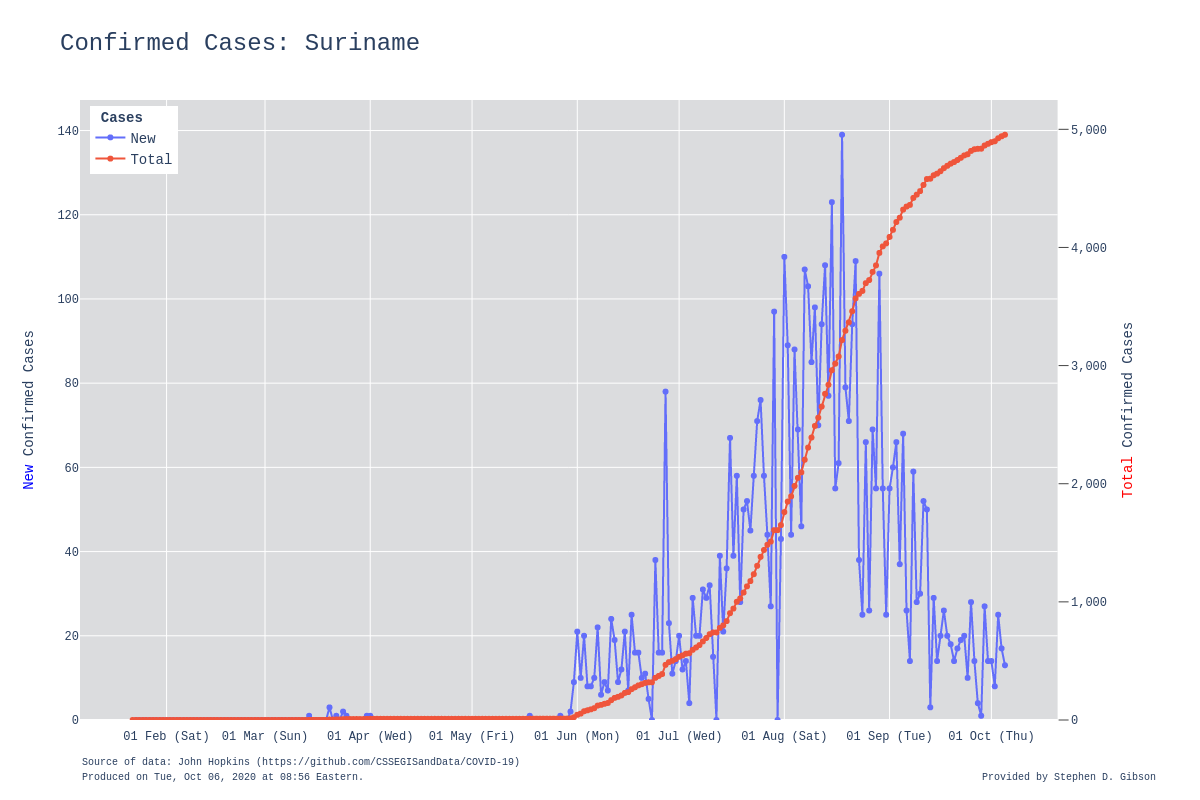 Confirmed Cases: Suriname
Cases
New
Total
140
120
100
80
60
40
20
0
5,000
4,000
3,000
2,000
1,000
0
New Confirmed Cases
Total Confirmed Cases
01 Feb (Sat) 01 Mar (Sun) 01 Apr (Wed) 01 May (Fri) 01 Jun (Mon) 01 Jul (Wed) 01 Aug (Sat) 01 Sep (Tue) 01 Oct (Thu)
Source of data: John Hopkins (https://github.com/CSSEGISandData/COVID-19)
Produced on Tue, Oct 06, 2020 at 08:56 Eastern.
Provided by Stephen D. Gibson